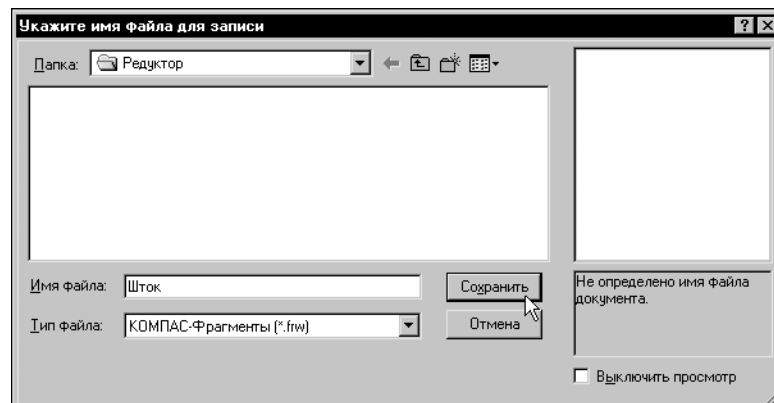 Укажите имя файла для записи
Папка: Редуктор
Имя файла: Шток Сохранить
Тип файла: КОМПАС-Фрагменты (*.frw) Отмена
Не определено имя файла
документа.
Выключить просмотр